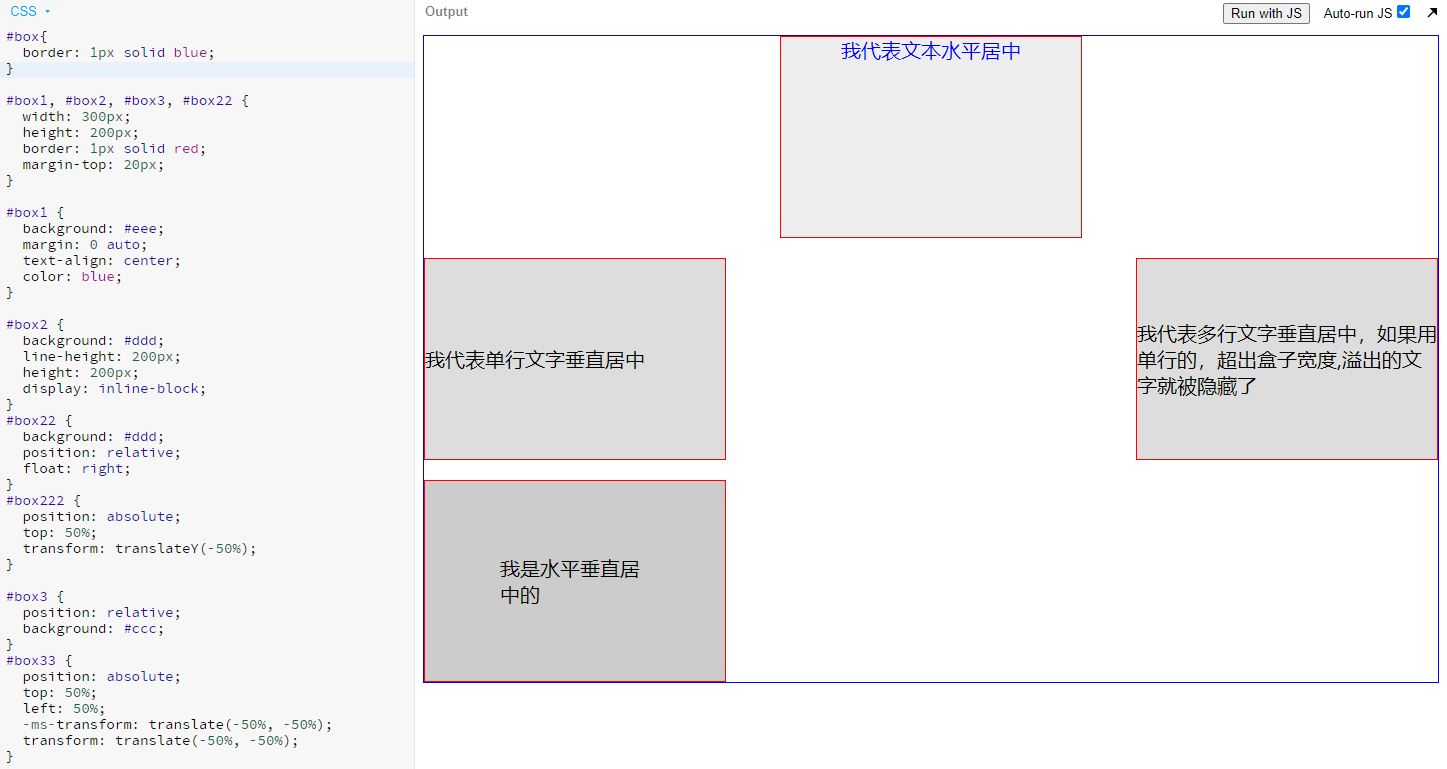 CSS
#box{
  border: 1px solid blue;
}
#box1, #box2, #box3, #box22 {
  width: 300px;
  height: 200px;
  border: 1px solid red;
  margin-top: 20px;
}
#box1 {
  background: #eee;
  margin: 0 auto;
  text-align: center;
  color: blue;
}
#box2 {
  background: #ddd;
  line-height: 200px;
  height: 200px;
  display: inline-block;
}
#box22 {
  background: #ddd;
  position: relative;
  float: right;
}
#box222 {
  position: absolute;
  top: 50%;
  transform: translateY(-50%);
}
#box3 {
  position: relative;
  background: #ccc;
}
#box33 {
  position: absolute;
  top: 50%;
  left: 50%;
  -ms-transform: translate(-50%, -50%);
  transform: translate(-50%, -50%);
}
Output
Run with JS
Auto-run JS
我代表文本水平居中
我代表单行文字垂直居中
我代表多行文字垂直居中，如果用
单行的，超出盒子宽度,溢出的文
字就被隐藏了
我是水平垂直居
中的